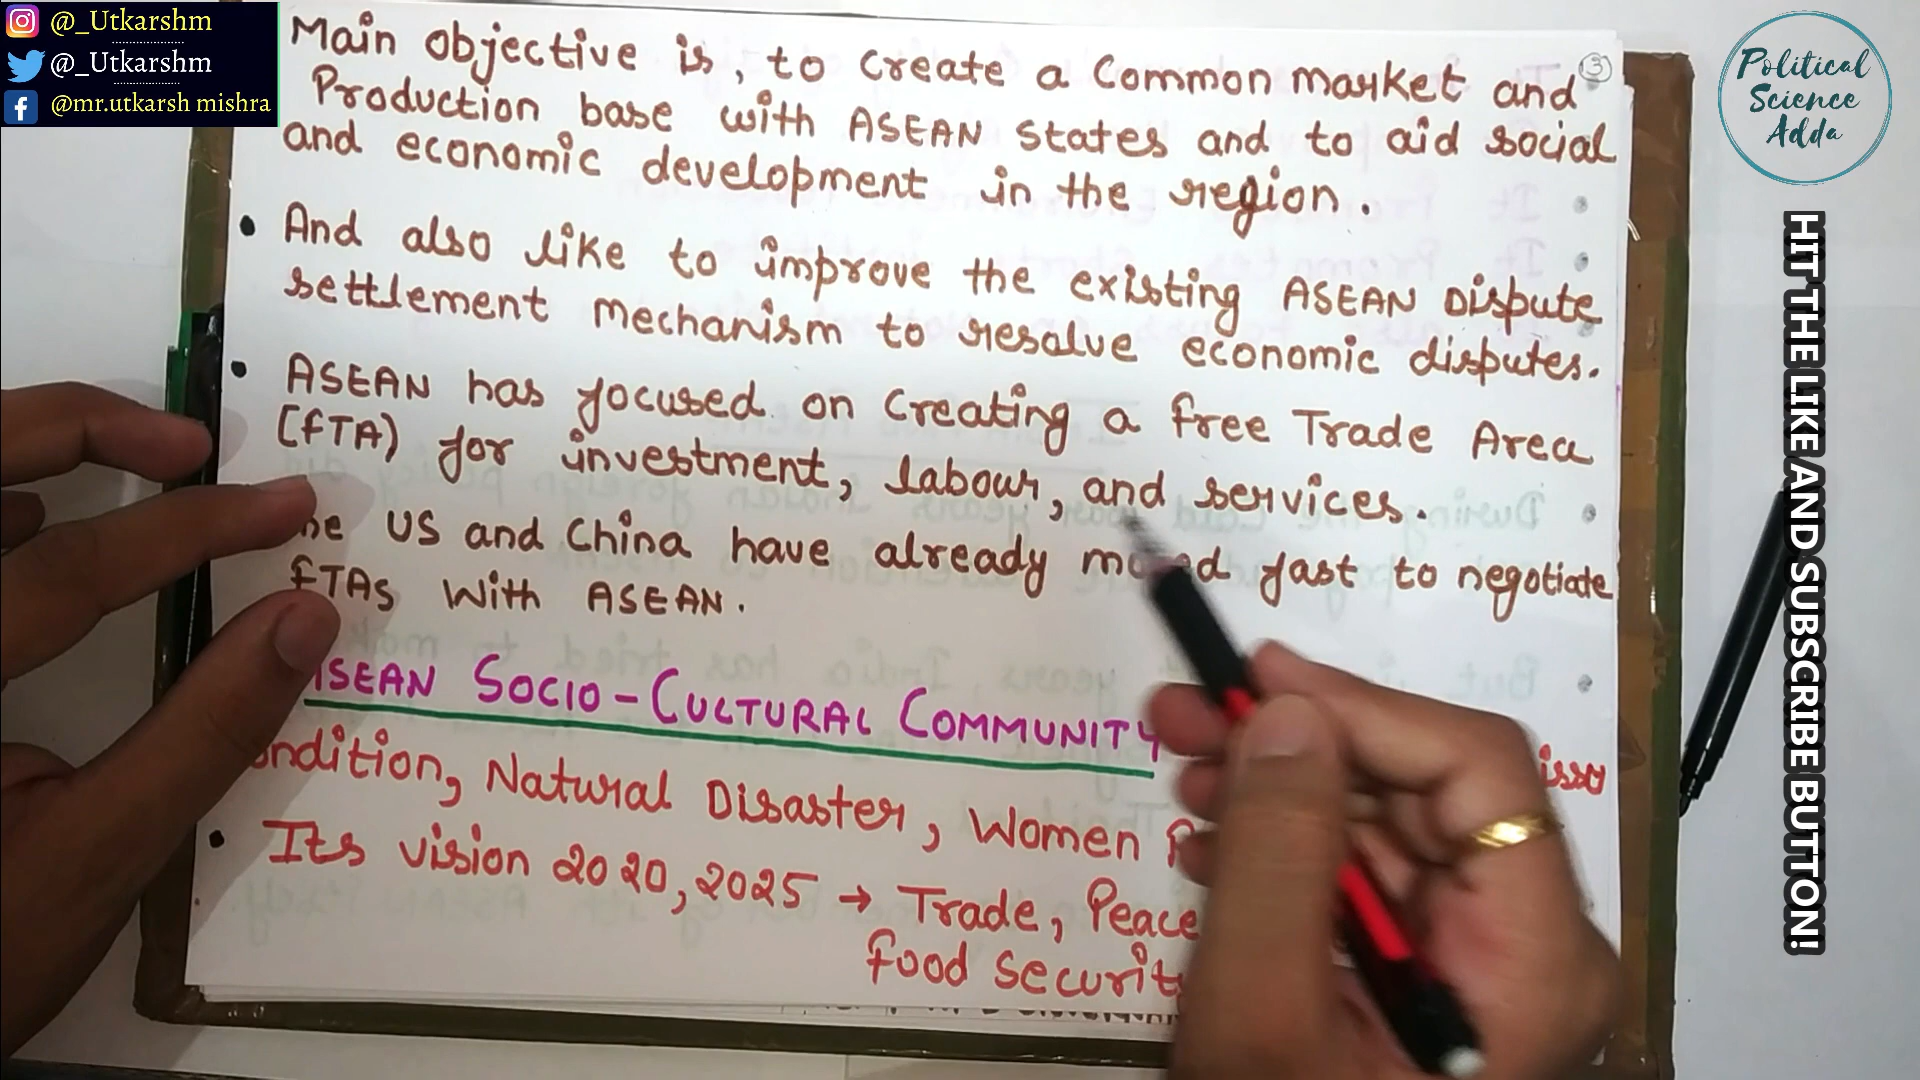 @_Utkarshm
@_Utkarshm
@mr.utkarsh mishra
Political
Science
Adda
HIT THE LIKE AND SUBSCRIBE BUTTON!
3
Main objective is, to create a common market and
Production base with ASEAN states and to aid social
and economic development in the region.
• And also like to improve the existing ASEAN Dispute
settlement mechanism to resolve economic disputes.
• ASEAN has focused on creating a free Trade Area
(FTA) for investment, labour, and services.
US and China have already fast to negotiate
FTAs with ASEAN.
ASEAN SOCIO-CULTURAL COMMUNITY
Natural Disaster, Women
• Its vision 2020, 2025 → Trade, Peace
food